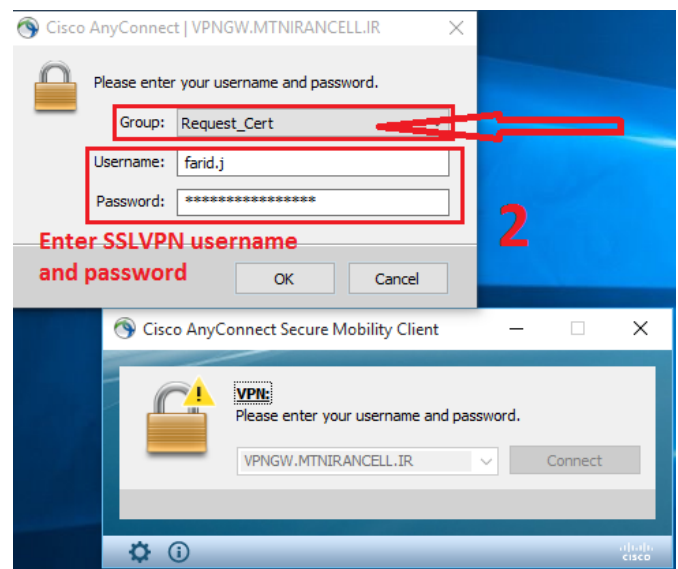 Cisco AnyConnect | VPNGW.MTNIRANCELL.IR
Please enter your username and password.
Group: Request_Cert
Username: farid.j
Password: ****************
Enter SSLVPN username
and password
2
OK Cancel
Cisco AnyConnect Secure Mobility Client
VPN:
Please enter your username and password.
VPNGW.MTNIRANCELL.IR Connect
CISCO